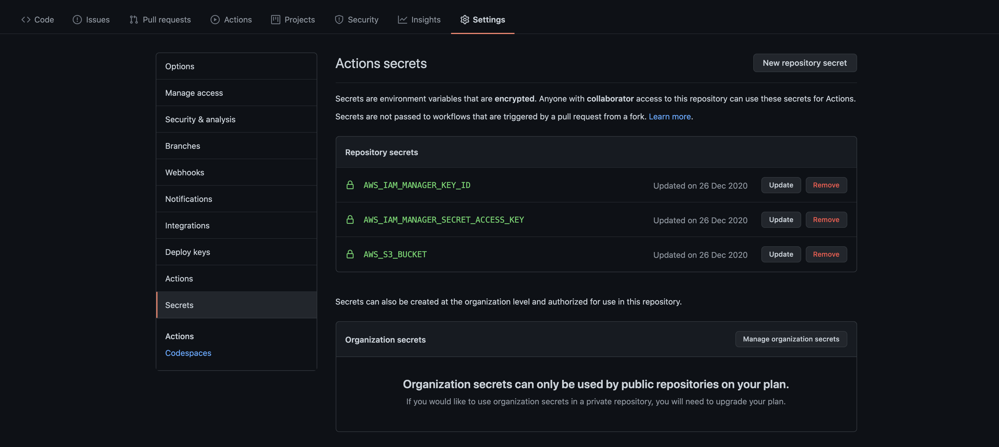 Code Issues Pull requests Actions Projects Security Insights Settings
Options
Manage access
Security & analysis
Branches
Webhooks
Notifications
Integrations
Deploy keys
Actions
Secrets
Actions
Codespaces
Actions secrets
New repository secret
Secrets are environment variables that are encrypted. Anyone with collaborator access to this repository can use these secrets for Actions.
Secrets are not passed to workflows that are triggered by a pull request from a fork. Learn more.
Repository secrets
AWS_IAM_MANAGER_KEY_ID Updated on 26 Dec 2020 Update Remove
AWS_IAM_MANAGER_SECRET_ACCESS_KEY Updated on 26 Dec 2020 Update Remove
AWS_S3_BUCKET Updated on 26 Dec 2020 Update Remove
Secrets can also be created at the organization level and authorized for use in this repository.
Organization secrets Manage organization secrets
Organization secrets can only be used by public repositories on your plan.
If you would like to use organization secrets in a private repository, you will need to upgrade your plan.